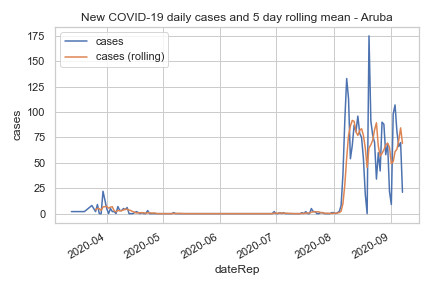 New COVID-19 daily cases and 5 day rolling mean - Aruba
cases
cases (rolling)
175
150
125
100
75
50
25
0
cases
2020-04
2020-05
2020-06
2020-07
2020-08
2020-09
dateRep